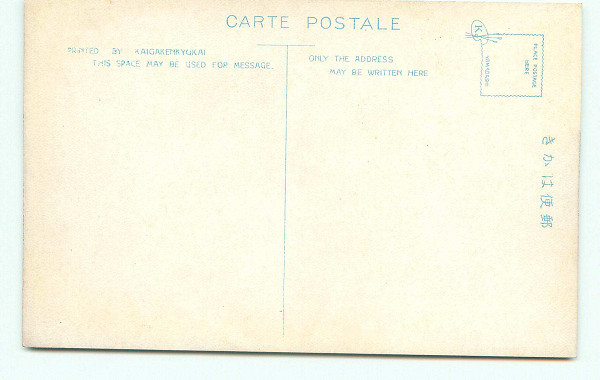 CARTE POSTALE
PRINTED BY KAIGAKENKYUKAI
THIS SPACE MAY BE USED FOR MESSAGE.
ONLY THE ADDRESS
MAY BE WRITTEN HERE
PLACE POSTAGE
HERE
きかは便郵